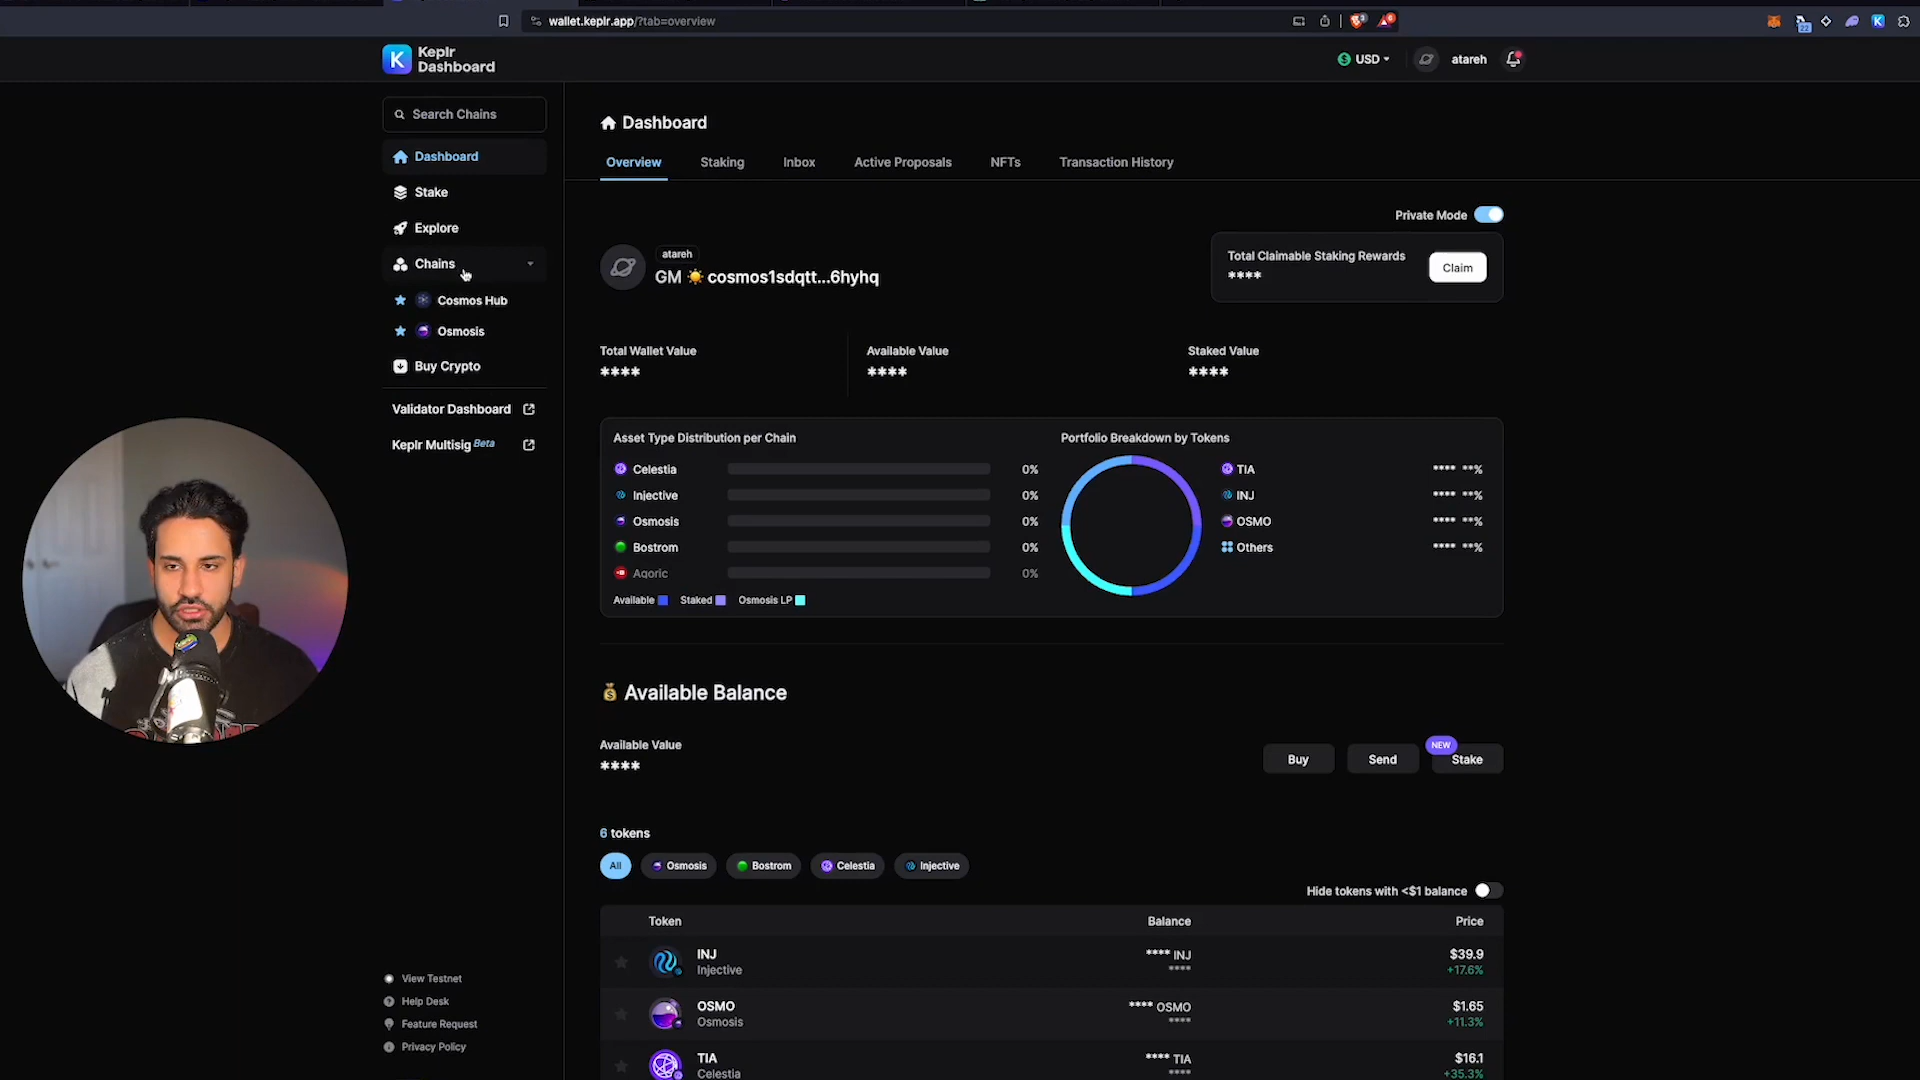 wallet.keplr.app/?tab=overview
Keplr
Dashboard
USD
atareh
Search Chains
Dashboard
Stake
Explore
Chains
Cosmos Hub
Osmosis
Buy Crypto
Validator Dashboard
Keplr Multisig Beta
View Testnet
Help Desk
Feature Request
Privacy Policy
Dashboard
Overview Staking Inbox Active Proposals NFTs Transaction History
Private Mode
atareh
GM ☀️ cosmos1sdqtt...6hyhq
Total Claimable Staking Rewards
****
Claim
Total Wallet Value
****
Available Value
****
Staked Value
****
Asset Type Distribution per Chain
Celestia 0%
Injective 0%
Osmosis 0%
Bostrom 0%
Agoric 0%
Available Staked Osmosis LP
Portfolio Breakdown by Tokens
TIA **** **%
INJ **** **%
OSMO **** **%
Others **** **%
💰 Available Balance
Available Value
****
Buy Send NEW Stake
6 tokens
All Osmosis Bostrom Celestia Injective
Hide tokens with <$1 balance
Token Balance Price
INJ **** INJ $39.9
Injective **** +17.6%
OSMO **** OSMO $1.65
Osmosis **** +11.3%
TIA **** TIA $16.1
Celestia **** +35.3%